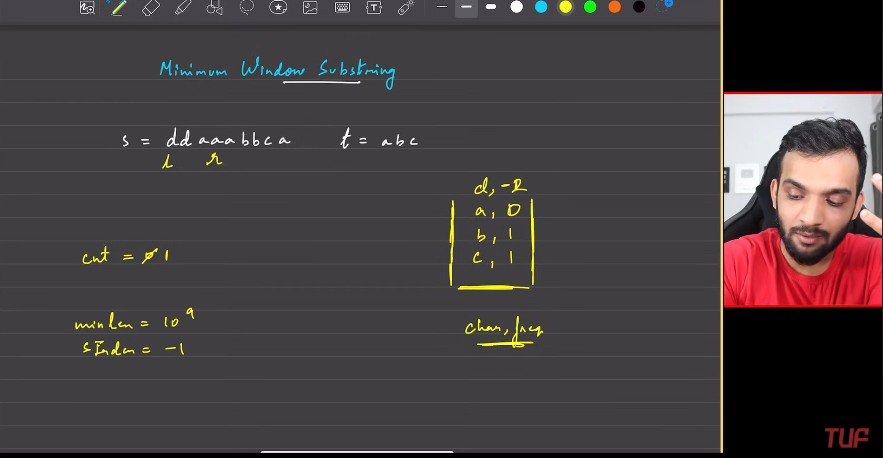 Minimum Window Substring
s = ddaaabbca t = abc
l r
d, -2
a, 0
b, 1
c, 1
cnt = 0 1
minLen = 10^9
sIndex = -1
char, freq
TUF